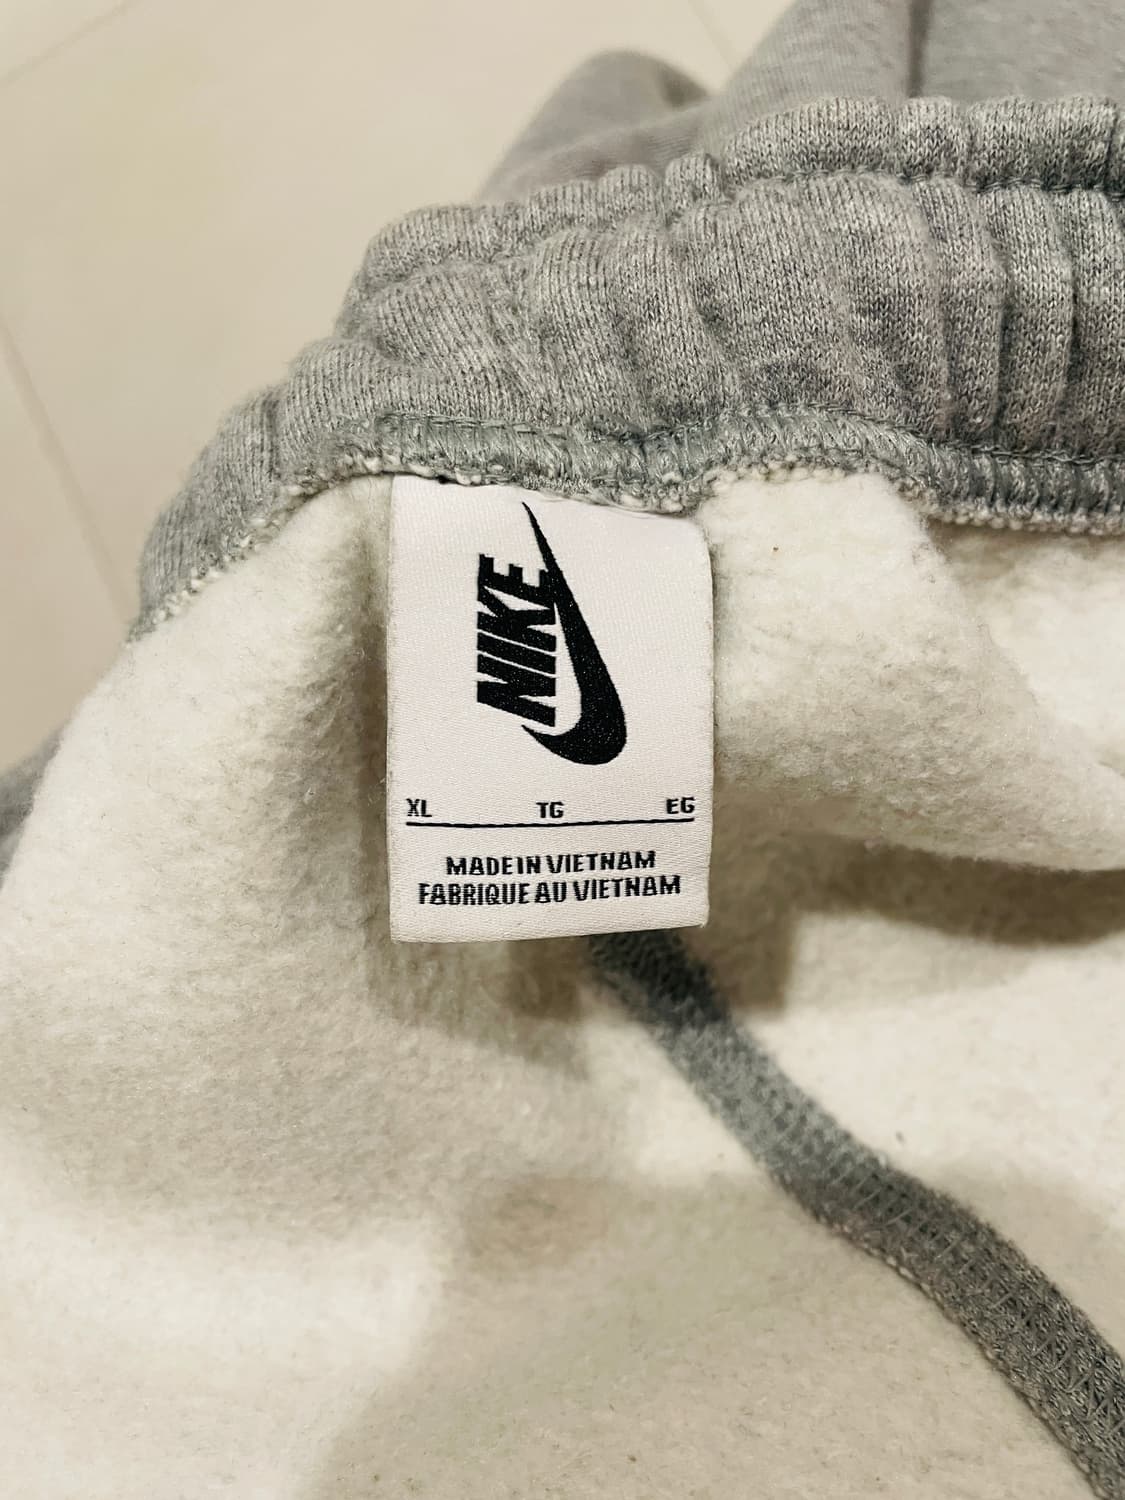 NIKE
XL TG EG
MADE IN VIETNAM
FABRIQUE AU VIETNAM